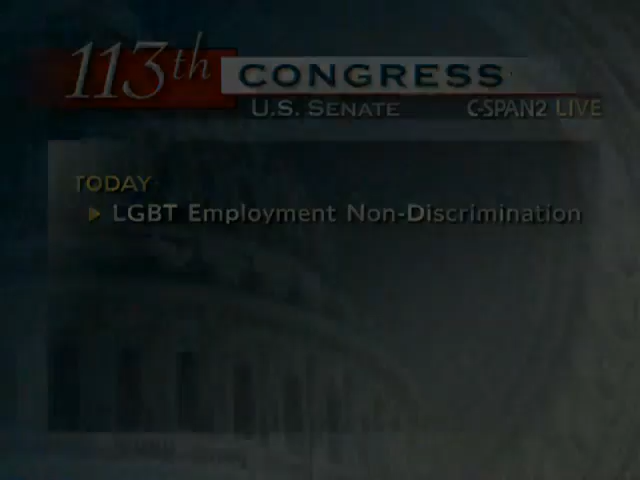 113th CONGRESS
U.S. SENATE C-SPAN2 LIVE
TODAY
LGBT Employment Non-Discrimination